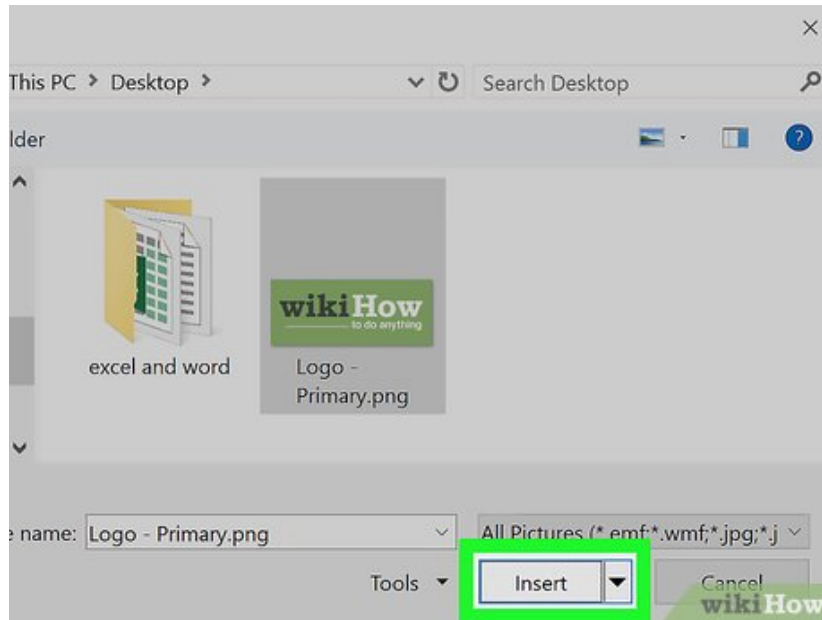 This PC > Desktop >
Search Desktop
lder
?
wikiHow
to do anything
excel and word
Logo -
Primary.png
e name:
Logo - Primary.png
All Pictures (*.emf;*.wmf;*.jpg;*.j
Tools
Insert
Cancel
wikiHow